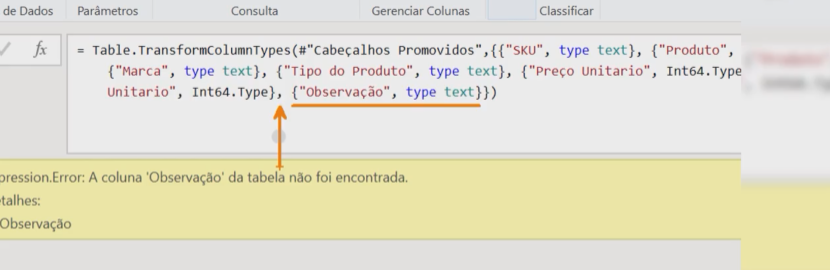 de Dados Parâmetros Consulta Gerenciar Colunas Classificar
fx = Table.TransformColumnTypes(#"Cabeçalhos Promovidos",{{"SKU", type text}, {"Produto",
{"Marca", type text}, {"Tipo do Produto", type text}, {"Preço Unitario", Int64.Type
Unitario", Int64.Type}, {"Observação", type text}})
pression.Error: A coluna 'Observação' da tabela não foi encontrada.
talhes:
Observação